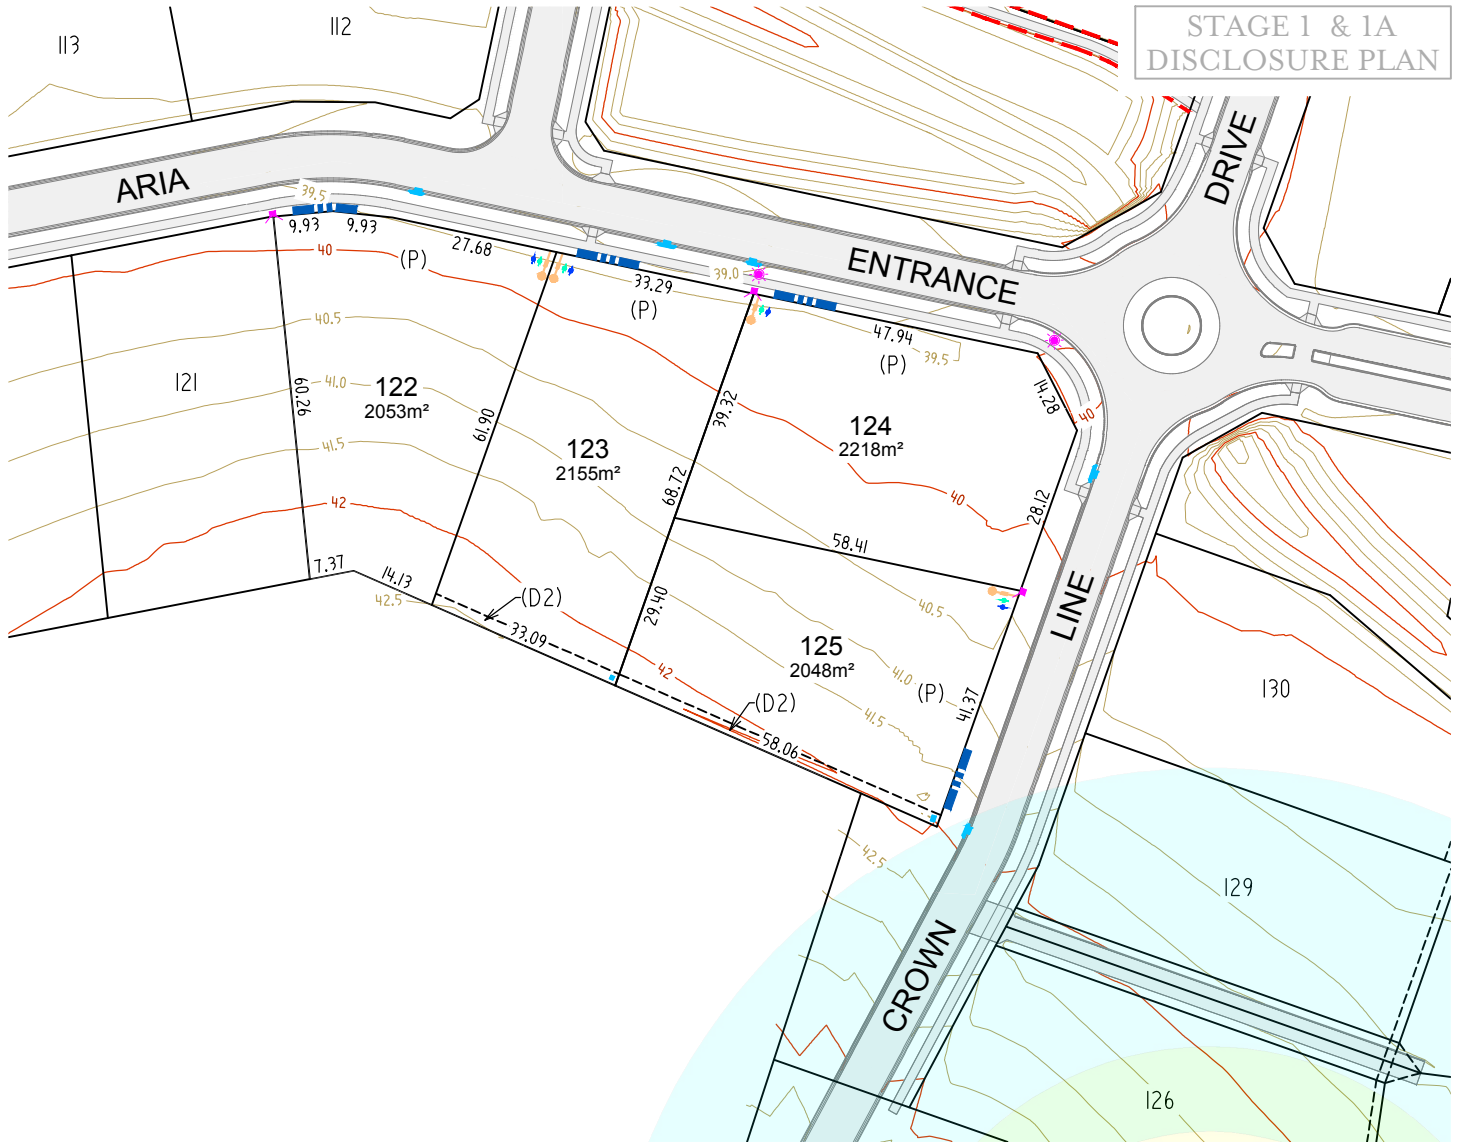 STAGE 1 & 1A
DISCLOSURE PLAN
113
112
ARIA
ENTRANCE
DRIVE
39.5
9.93
9.93
27.68
40
(P)
39.0
33.29
(P)
47.94
39.5
(P)
14.28
40
40.5
121
60.26
41.0
122
2053m²
61.90
41.5
123
2155m²
39.32
124
2218m²
68.72
40
28.12
42
58.41
7.37
14.13
42.5
(D2)
33.09
29.40
40.5
LINE
125
2048m²
42
41.0
(P)
41.37
41.5
(D2)
58.06
130
42.5
129
CROWN
126